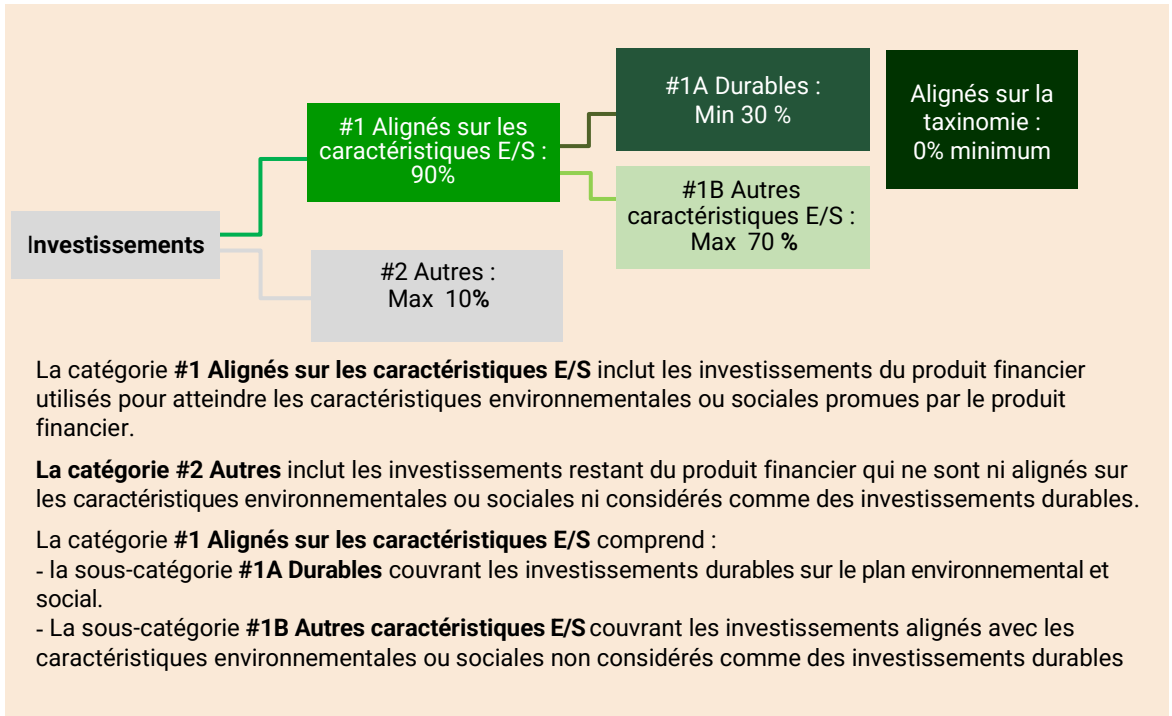 #1A Durables :
Min 30 %
Alignés sur la
taxinomie :
0% minimum
#1 Alignés sur les
caractéristiques E/S :
90%
#1B Autres
caractéristiques E/S :
Max 70 %
Investissements
#2 Autres :
Max 10%
La catégorie #1 Alignés sur les caractéristiques E/S inclut les investissements du produit financier
utilisés pour atteindre les caractéristiques environnementales ou sociales promues par le produit
financier.
La catégorie #2 Autres inclut les investissements restant du produit financier qui ne sont ni alignés sur
les caractéristiques environnementales ou sociales ni considérés comme des investissements durables.
La catégorie #1 Alignés sur les caractéristiques E/S comprend :
- la sous-catégorie #1A Durables couvrant les investissements durables sur le plan environnemental et
social.
- La sous-catégorie #1B Autres caractéristiques E/S couvrant les investissements alignés avec les
caractéristiques environnementales ou sociales non considérés comme des investissements durables